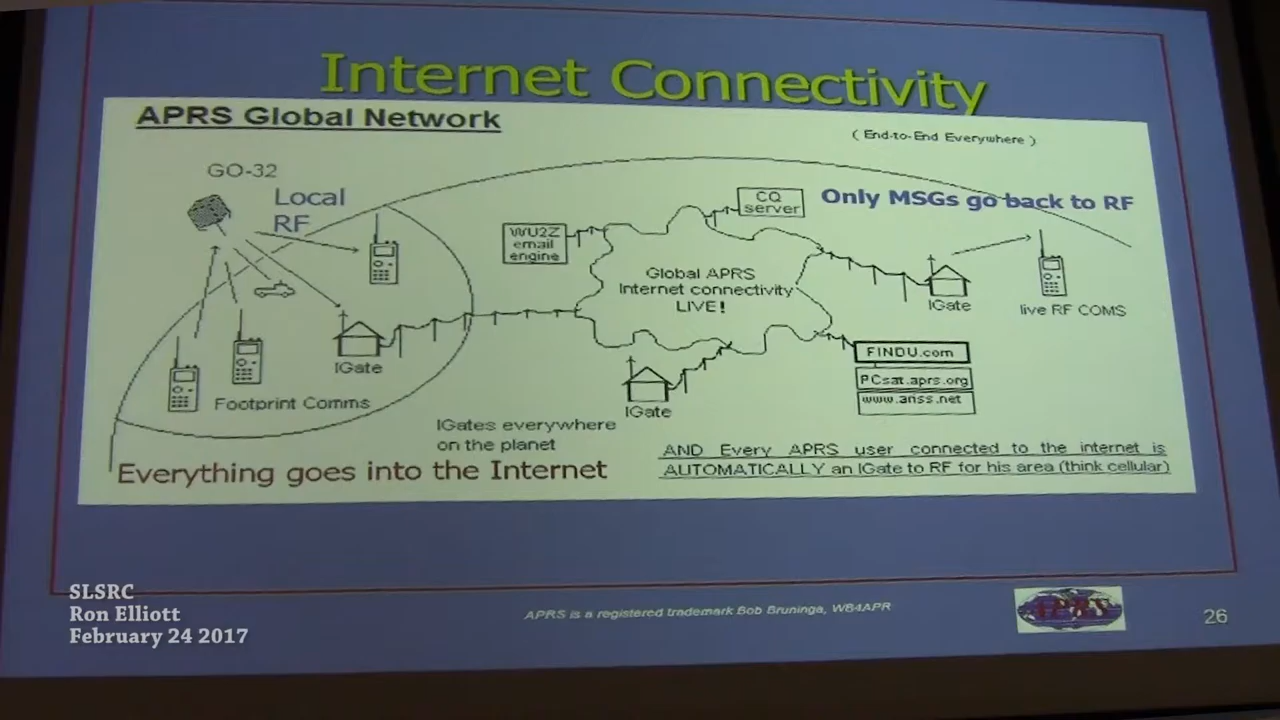 Internet Connectivity
APRS Global Network
( End-to-End Everywhere )
GO-32
Local
RF
CQ
server
Only MSGs go back to RF
WU2Z
email
engine
Global APRS
Internet connectivity
LIVE!
IGate
live RF COMS
IGate
FINDU.com
PCsat.aprs.org
www.ariss.net
Footprint Comms
IGate
IGates everywhere
on the planet
Everything goes into the Internet
AND Every APRS user connected to the internet is
AUTOMATICALLY an IGate to RF for his area (think cellular)
SLSRC
Ron Elliott
February 24 2017
APRS is a registered trademark Bob Bruninga, WB4APR
APRS
26